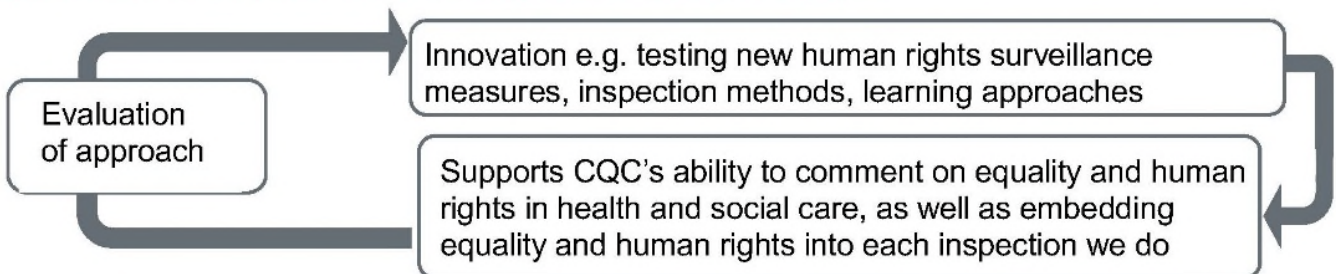 Innovation e.g. testing new human rights surveillance
measures, inspection methods, learning approaches
Evaluation
of approach
Supports CQC’s ability to comment on equality and human
rights in health and social care, as well as embedding
equality and human rights into each inspection we do